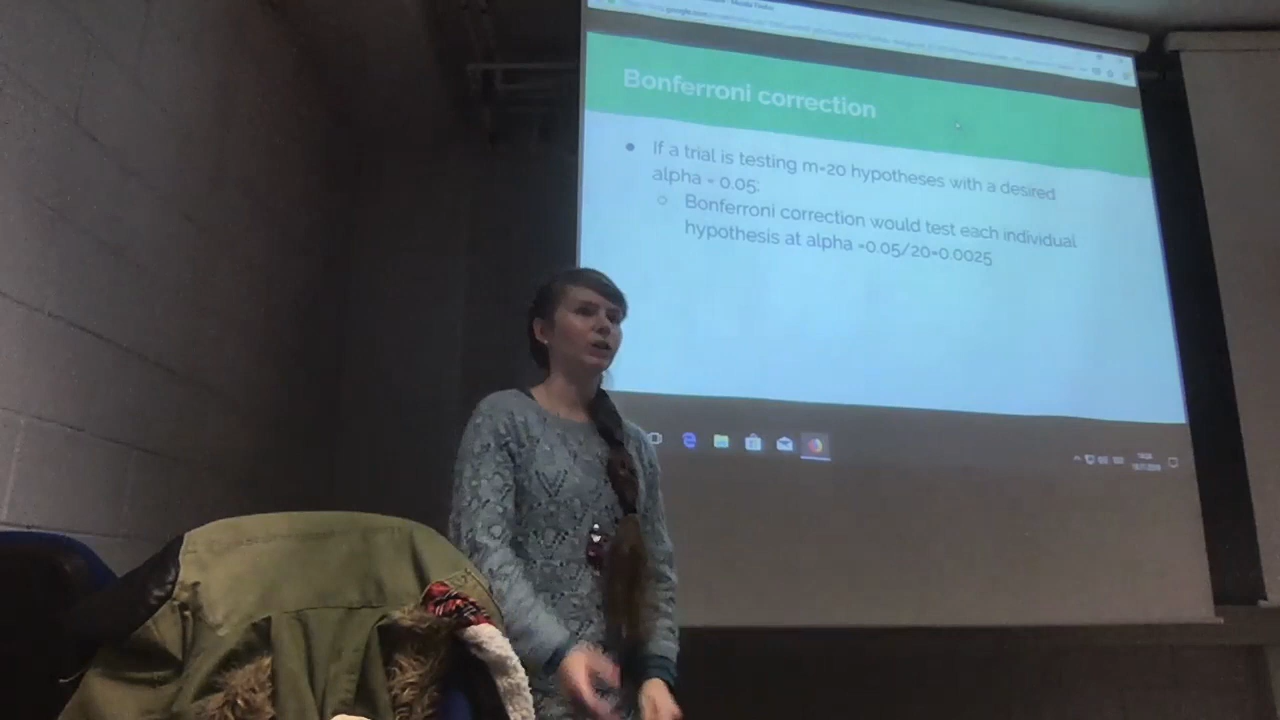 Bonferroni correction
● If a trial is testing m=20 hypotheses with a desired
alpha = 0.05:
○ Bonferroni correction would test each individual
hypothesis at alpha =0.05/20=0.0025